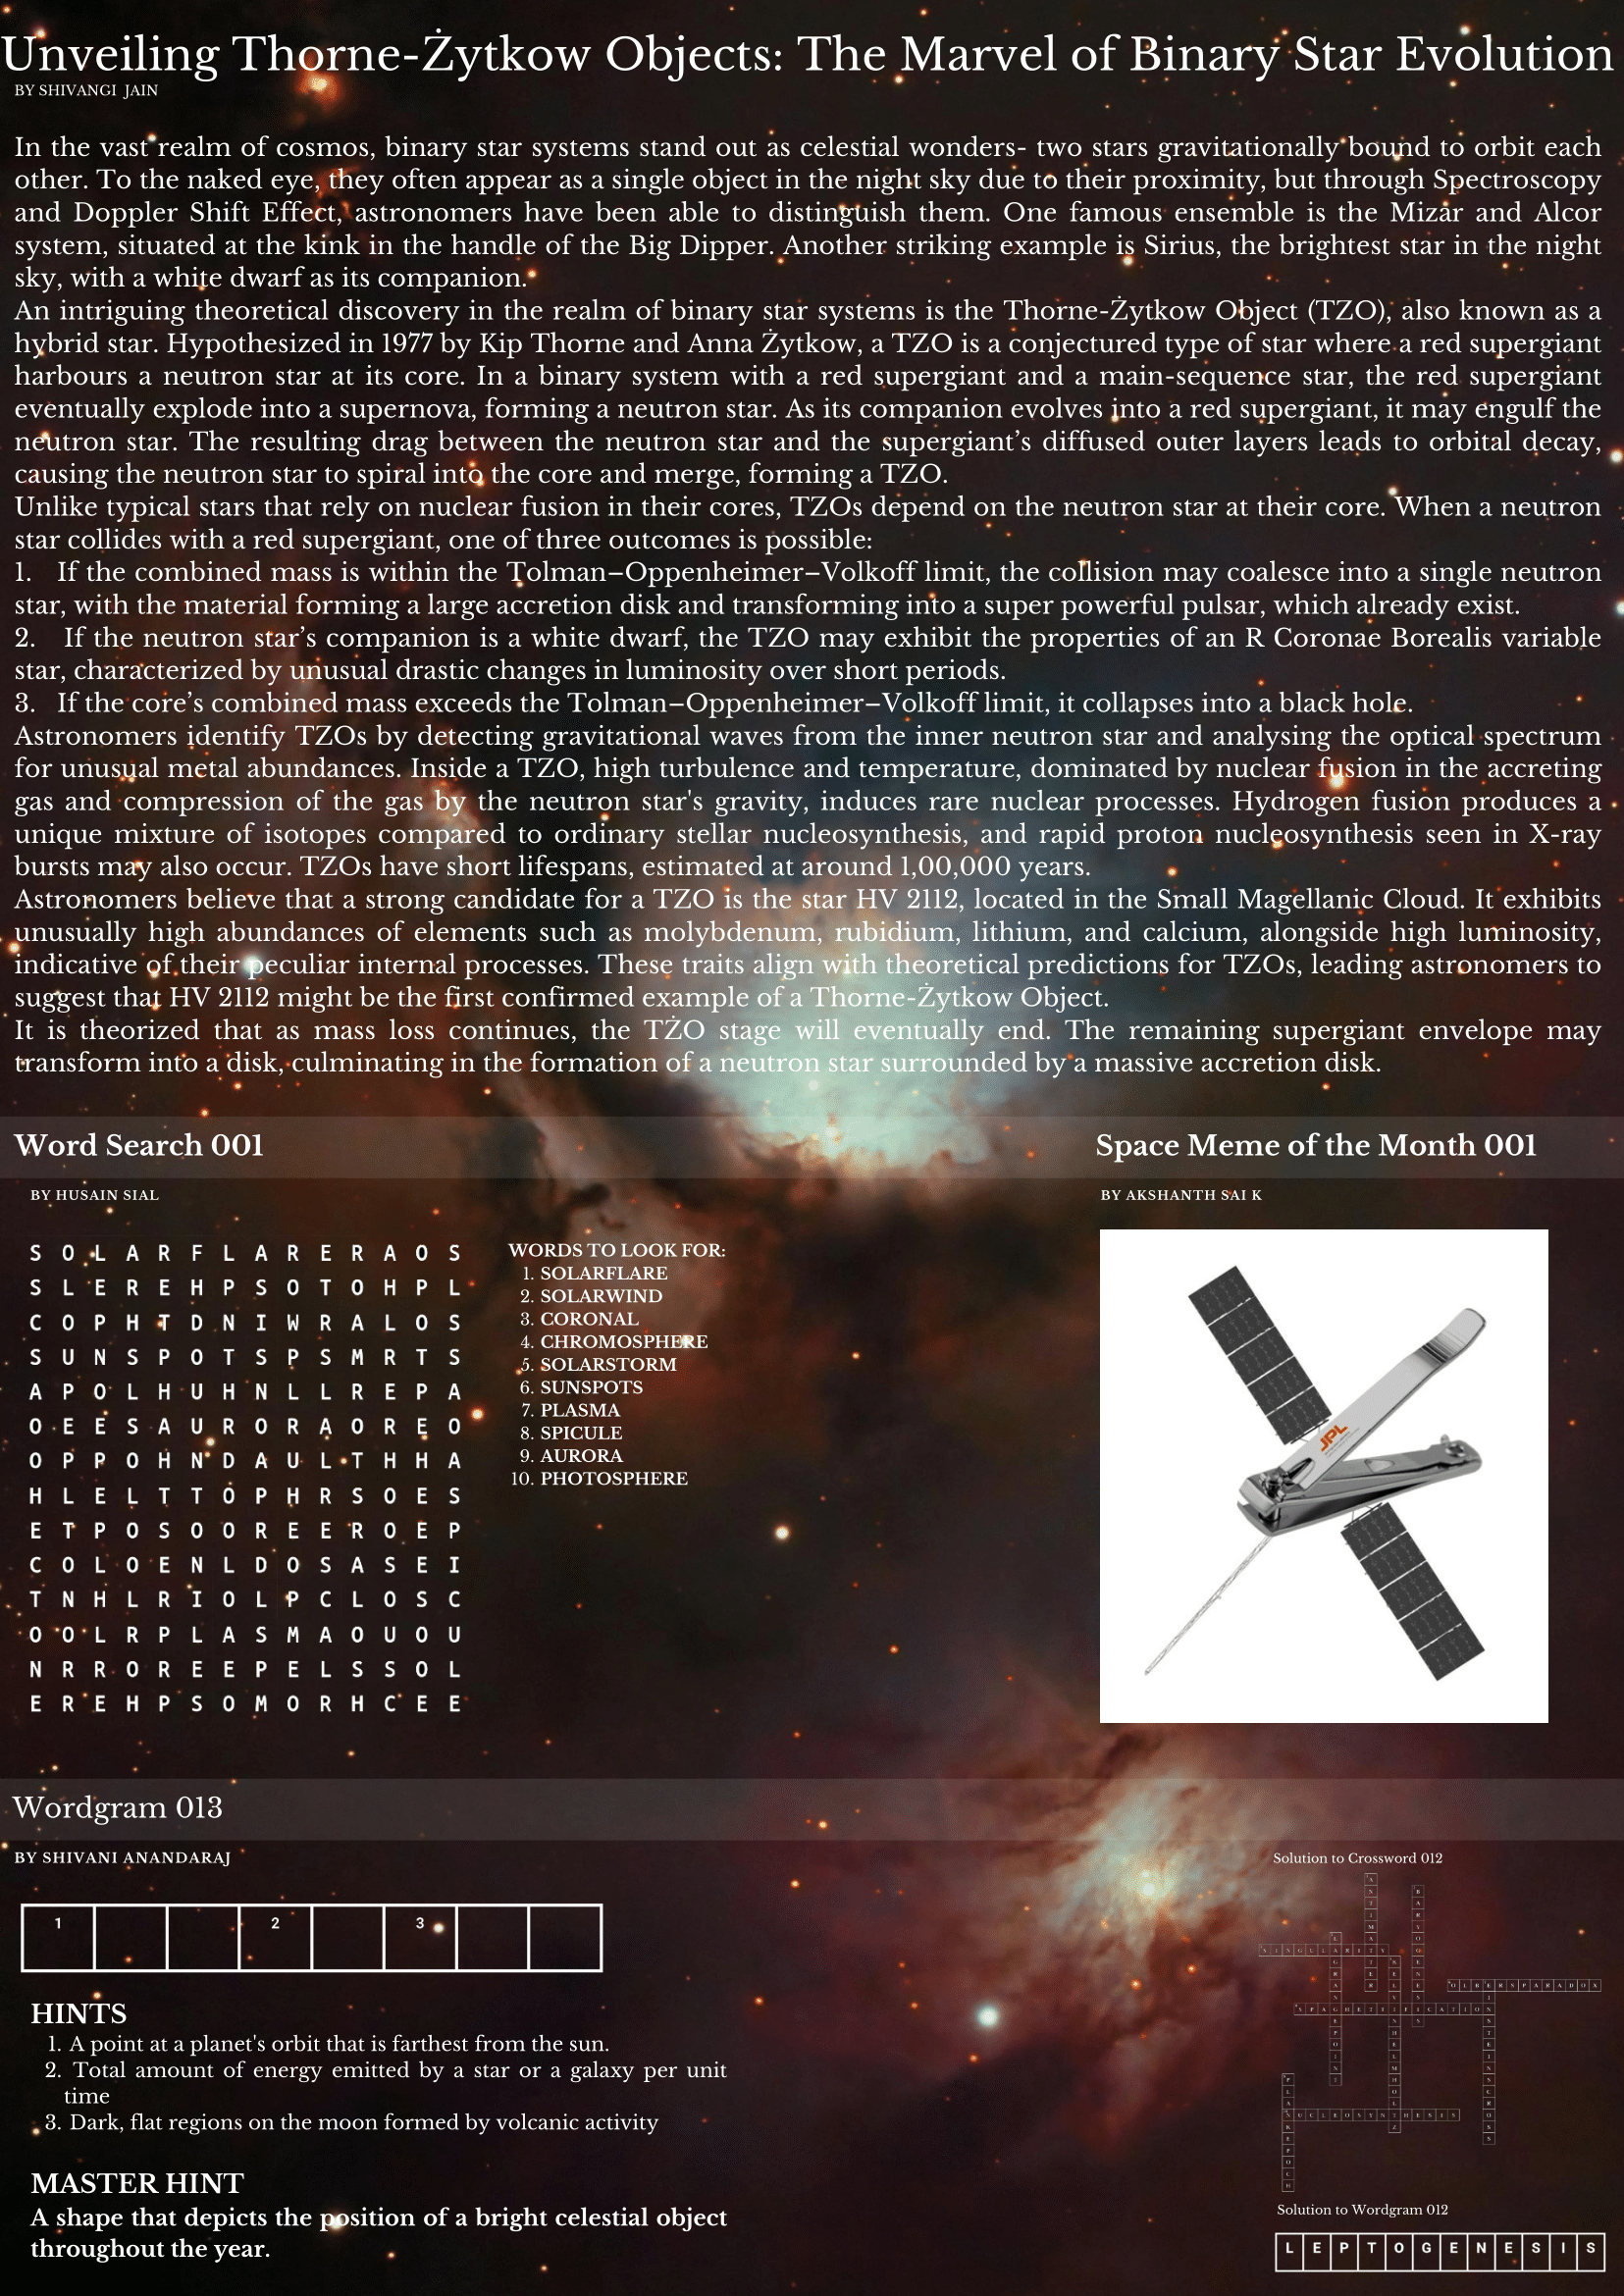 Unveiling Thorne-Żytkow Objects: The Marvel of Binary Star Evolution
BY SHIVANGI JAIN
In the vast realm of cosmos, binary star systems stand out as celestial wonders- two stars gravitationally bound to orbit each
other. To the naked eye, they often appear as a single object in the night sky due to their proximity, but through Spectroscopy
and Doppler Shift Effect, astronomers have been able to distinguish them. One famous ensemble is the Mizar and Alcor
system, situated at the kink in the handle of the Big Dipper. Another striking example is Sirius, the brightest star in the night
sky, with a white dwarf as its companion.
An intriguing theoretical discovery in the realm of binary star systems is the Thorne-Żytkow Object (TZO), also known as a
hybrid star. Hypothesized in 1977 by Kip Thorne and Anna Żytkow, a TZO is a conjectured type of star where a red supergiant
harbours a neutron star at its core. In a binary system with a red supergiant and a main-sequence star, the red supergiant
eventually explode into a supernova, forming a neutron star. As its companion evolves into a red supergiant, it may engulf the
neutron star. The resulting drag between the neutron star and the supergiant's diffused outer layers leads to orbital decay,
causing the neutron star to spiral into the core and merge, forming a TZO.
Unlike typical stars that rely on nuclear fusion in their cores, TZOs depend on the neutron star at their core. When a neutron
star collides with a red supergiant, one of three outcomes is possible:
1. If the combined mass is within the Tolman–Oppenheimer–Volkoff limit, the collision may coalesce into a single neutron
star, with the material forming a large accretion disk and transforming into a super powerful pulsar, which already exist.
2. If the neutron star's companion is a white dwarf, the TZO may exhibit the properties of an R Coronae Borealis variable
star, characterized by unusual drastic changes in luminosity over short periods.
3. If the core's combined mass exceeds the Tolman–Oppenheimer–Volkoff limit, it collapses into a black hole.
Astronomers identify TZOs by detecting gravitational waves from the inner neutron star and analysing the optical spectrum
for unusual metal abundances. Inside a TZO, high turbulence and temperature, dominated by nuclear fusion in the accreting
gas and compression of the gas by the neutron star's gravity, induces rare nuclear processes. Hydrogen fusion produces a
unique mixture of isotopes compared to ordinary stellar nucleosynthesis, and rapid proton nucleosynthesis seen in X-ray
bursts may also occur. TZOs have short lifespans, estimated at around 1,00,000 years.
Astronomers believe that a strong candidate for a TZO is the star HV 2112, located in the Small Magellanic Cloud. It exhibits
unusually high abundances of elements such as molybdenum, rubidium, lithium, and calcium, alongside high luminosity,
indicative of their peculiar internal processes. These traits align with theoretical predictions for TZOs, leading astronomers to
suggest that HV 2112 might be the first confirmed example of a Thorne-Żytkow Object.
It is theorized that as mass loss continues, the TŻO stage will eventually end. The remaining supergiant envelope may
transform into a disk, culminating in the formation of a neutron star surrounded by a massive accretion disk.
Word Search 001
BY HUSAIN SIAL
S O L A R F L A R E R A O S
S L E R E H P S O T O H P L
C O P H T D N I W R A L O S
S U N S P O T S P S M R T S
A P O L H U H N L L R E P A
O E E S A U R O R A O R E O
O P P O H N D A U L T H H A
H L E L T T O P H R S O E S
E T P O S O O R E E R O E P
C O L O E N L D O S A S E I
T N H L R I O L P C L O S C
O O L R P L A S M A O U O U
N R R O R E E P E L S S O L
E R E H P S O M O R H C E E
WORDS TO LOOK FOR:
1. SOLARFLARE
2. SOLARWIND
3. CORONAL
4. CHROMOSPHERE
5. SOLARSTORM
6. SUNSPOTS
7. PLASMA
8. SPICULE
9. AURORA
10. PHOTOSPHERE
Space Meme of the Month 001
BY AKSHANTH SAI K
JPL
Wordgram 013
BY SHIVANI ANANDARAJ
1 2 3
HINTS
1. A point at a planet's orbit that is farthest from the sun.
2. Total amount of energy emitted by a star or a galaxy per unit
time
3. Dark, flat regions on the moon formed by volcanic activity
MASTER HINT
A shape that depicts the position of a bright celestial object
throughout the year.
Solution to Crossword 012
ANTIMATTER
BARYOGENESIS
SINGULARITY
OLBERSPARADOX
SPAGHETTIFICATION
NUCLEOSYNTHESIS
Solution to Wordgram 012
L E P T O G E N E S I S